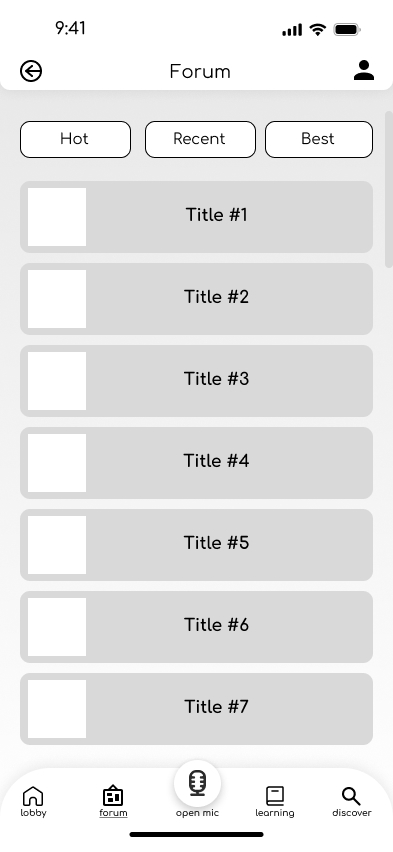 9:41
Forum
Hot Recent Best
Title #1
Title #2
Title #3
Title #4
Title #5
Title #6
Title #7
lobby forum open mic learning discover